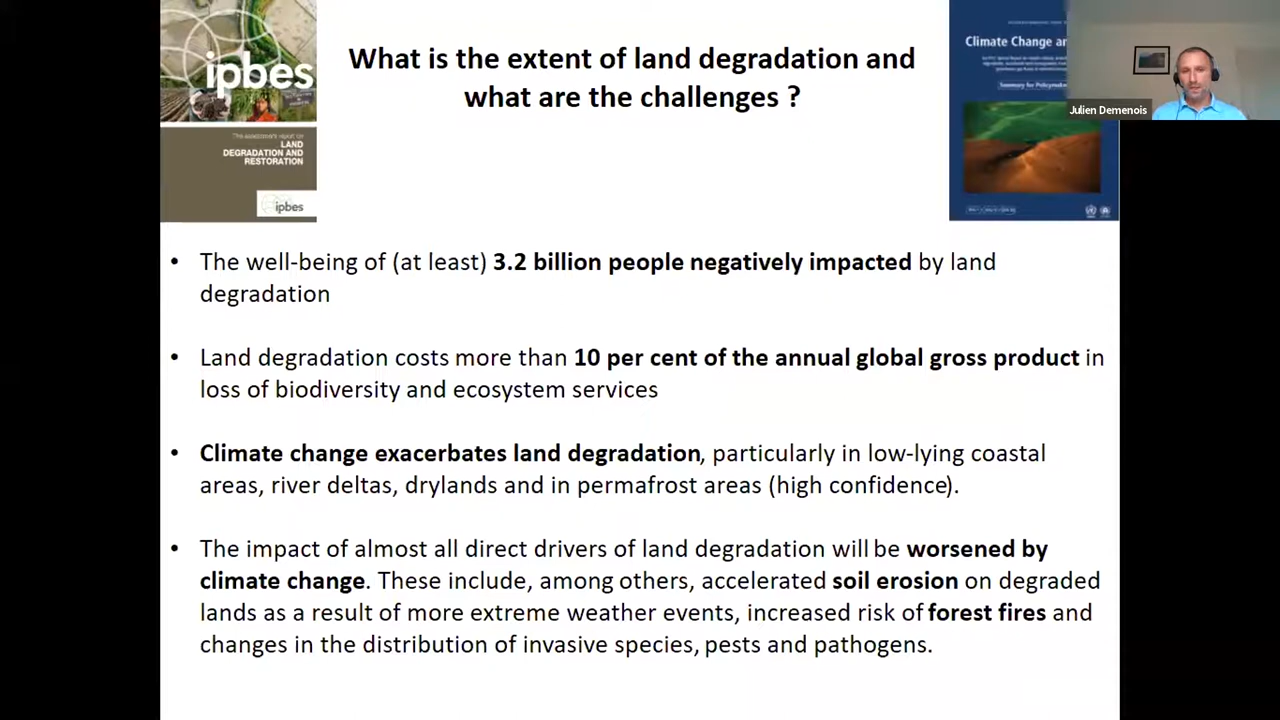 ipbes
The assessment report on
LAND
DEGRADATION AND
RESTORATION
ipbes
What is the extent of land degradation and
what are the challenges ?
Climate Change an
Summary for Policymak
Julien Demenois
• The well-being of (at least) 3.2 billion people negatively impacted by land
degradation
• Land degradation costs more than 10 per cent of the annual global gross product in
loss of biodiversity and ecosystem services
• Climate change exacerbates land degradation, particularly in low-lying coastal
areas, river deltas, drylands and in permafrost areas (high confidence).
• The impact of almost all direct drivers of land degradation will be worsened by
climate change. These include, among others, accelerated soil erosion on degraded
lands as a result of more extreme weather events, increased risk of forest fires and
changes in the distribution of invasive species, pests and pathogens.